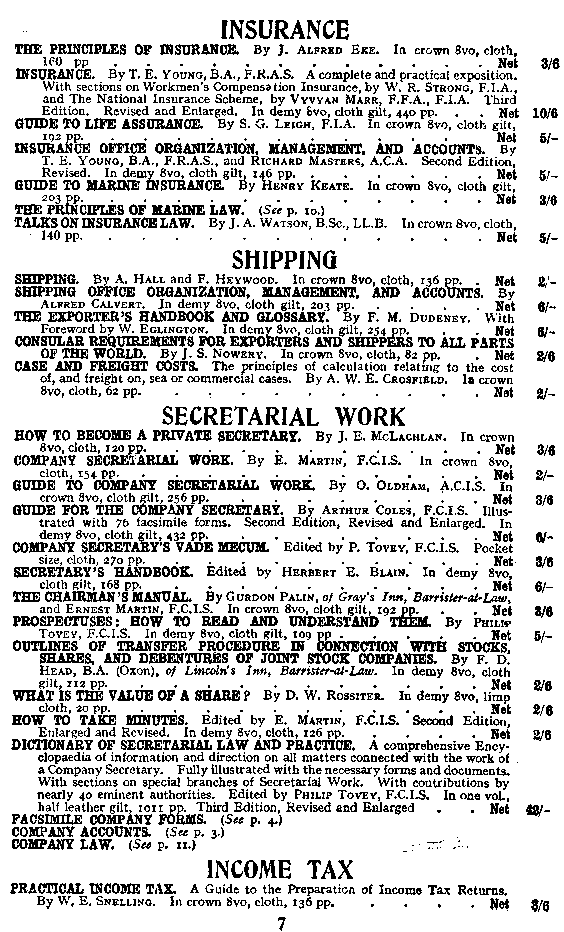 INSURANCE
THE PRINCIPLES OF INSURANCE. By J. ALFRED EKE. In crown 8vo, cloth,
160 pp . . . . . . . . . . . Net 3/6
INSURANCE. By T. E. YOUNG, B.A., F.R.A.S. A complete and practical exposition.
With sections on Workmen's Compensation Insurance, by W. R. STRONG, F.I.A.,
and The National Insurance Scheme, by VYVYAN MARR, F.F.A., F.I.A. Third
Edition. Revised and Enlarged. In demy 8vo, cloth gilt, 440 pp. . . Net 10/6
GUIDE TO LIFE ASSURANCE. By S. G. LEIGH, F.I.A. In crown 8vo, cloth gilt,
192 pp. . . . . . . . . . . . Net 5/-
INSURANCE OFFICE ORGANIZATION, MANAGEMENT, AND ACCOUNTS. By
T. E. YOUNG, B.A., F.R.A.S., and RICHARD MASTERS, A.C.A. Second Edition,
Revised. In demy 8vo, cloth gilt, 146 pp. . . . . . . Net 5/-
GUIDE TO MARINE INSURANCE. By HENRY KEATE. In crown 8vo, cloth gilt,
203 pp. . . . . . . . . . . . Net 3/6
THE PRINCIPLES OF MARINE LAW. (See p. 10.)
TALKS ON INSURANCE LAW. By J. A. WATSON, B.Sc., LL.B. In crown 8vo, cloth,
140 pp. . . . . . . . . . . . Net 5/-
SHIPPING
SHIPPING. By A. HALL and F. HEYWOOD. In crown 8vo, cloth, 136 pp. . Net 2/-
SHIPPING OFFICE ORGANIZATION, MANAGEMENT, AND ACCOUNTS. By
ALFRED CALVERT. In demy 8vo, cloth gilt, 203 pp. . . . . Net 6/-
THE EXPORTER'S HANDBOOK AND GLOSSARY. By F. M. DUDENEY. With
Foreword by W. EGLINGTON. In demy 8vo, cloth gilt, 254 pp. . . Net 6/-
CONSULAR REQUIREMENTS FOR EXPORTERS AND SHIPPERS TO ALL PARTS
OF THE WORLD. By J. S. NOWERY. In crown 8vo, cloth, 82 pp. . Net 2/6
CASE AND FREIGHT COSTS. The principles of calculation relating to the cost
of, and freight on, sea or commercial cases. By A. W. E. CROSFIELD. In crown
8vo, cloth, 62 pp. . . . . . . . . . Net 2/-
SECRETARIAL WORK
HOW TO BECOME A PRIVATE SECRETARY. By J. E. MCLACHLAN. In crown
8vo, cloth, 120 pp. . . . . . . . . . Net 3/6
COMPANY SECRETARIAL WORK. By E. MARTIN, F.C.I.S. In crown 8vo,
cloth, 154 pp. . . . . . . . . . . Net 2/-
GUIDE TO COMPANY SECRETARIAL WORK. By O. OLDHAM, A.C.I.S. In
crown 8vo, cloth gilt, 256 pp. . . . . . . . Net 3/6
GUIDE FOR THE COMPANY SECRETARY. By ARTHUR COLES, F.C.I.S. Illus-
trated with 76 facsimile forms. Second Edition, Revised and Enlarged. In
demy 8vo, cloth gilt, 432 pp. . . . . . . . Net 6/-
COMPANY SECRETARY'S VADE MECUM. Edited by P. TOVEY, F.C.I.S. Pocket
size, cloth, 270 pp. . . . . . . . . . Net 3/6
SECRETARY'S HANDBOOK. Edited by HERBERT E. BLAIN. In demy 8vo,
cloth gilt, 168 pp. . . . . . . . . . Net 6/-
THE CHAIRMAN'S MANUAL. By GURDON PALIN, of Gray's Inn, Barrister-at-Law,
and ERNEST MARTIN, F.C.I.S. In crown 8vo, cloth gilt, 192 pp. . . Net 3/6
PROSPECTUSES: HOW TO READ AND UNDERSTAND THEM. By PHILIP
TOVEY, F.C.I.S. In demy 8vo, cloth gilt, 109 pp . . . . Net 5/-
OUTLINES OF TRANSFER PROCEDURE IN CONNECTION WITH STOCKS,
SHARES, AND DEBENTURES OF JOINT STOCK COMPANIES. By F. D.
HEAD, B.A. (Oxon), of Lincoln's Inn, Barrister-at-Law. In demy 8vo, cloth
gilt, 112 pp. . . . . . . . . . . Net 2/6
WHAT IS THE VALUE OF A SHARE? By D. W. ROSSITER. In demy 8vo, limp
cloth, 20 pp. . . . . . . . . . . Net 2/6
HOW TO TAKE MINUTES. Edited by E. MARTIN, F.C.I.S. Second Edition,
Enlarged and Revised. In demy 8vo, cloth, 126 pp. . . . . Net 2/6
DICTIONARY OF SECRETARIAL LAW AND PRACTICE. A comprehensive Ency-
clopaedia of information and direction on all matters connected with the work of
a Company Secretary. Fully illustrated with the necessary forms and documents.
With sections on special branches of Secretarial Work. With contributions by
nearly 40 eminent authorities. Edited by PHILIP TOVEY, F.C.I.S. In one vol.,
half leather gilt, 1011 pp. Third Edition, Revised and Enlarged . . Net 42/-
FACSIMILE COMPANY FORMS. (See p. 4.)
COMPANY ACCOUNTS. (See p. 3.)
COMPANY LAW. (See p. 11.)
INCOME TAX
PRACTICAL INCOME TAX. A Guide to the Preparation of Income Tax Returns.
By W. E. SNELLING. In crown 8vo, cloth, 136 pp. . . . . Net 3/6
7